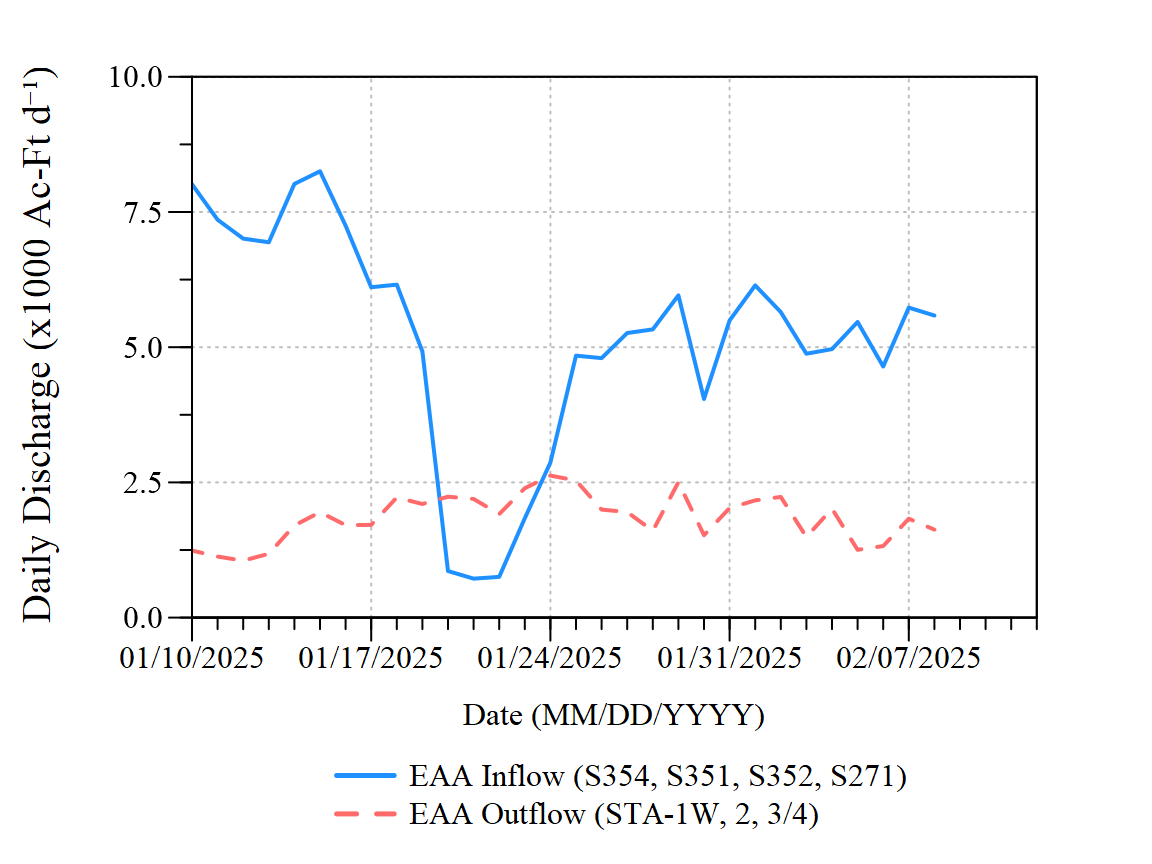 Daily Discharge (x1000 Ac-Ft d⁻¹)
10.0
7.5
5.0
2.5
0.0
01/10/2025 01/17/2025 01/24/2025 01/31/2025 02/07/2025
Date (MM/DD/YYYY)
EAA Inflow (S354, S351, S352, S271)
EAA Outflow (STA-1W, 2, 3/4)